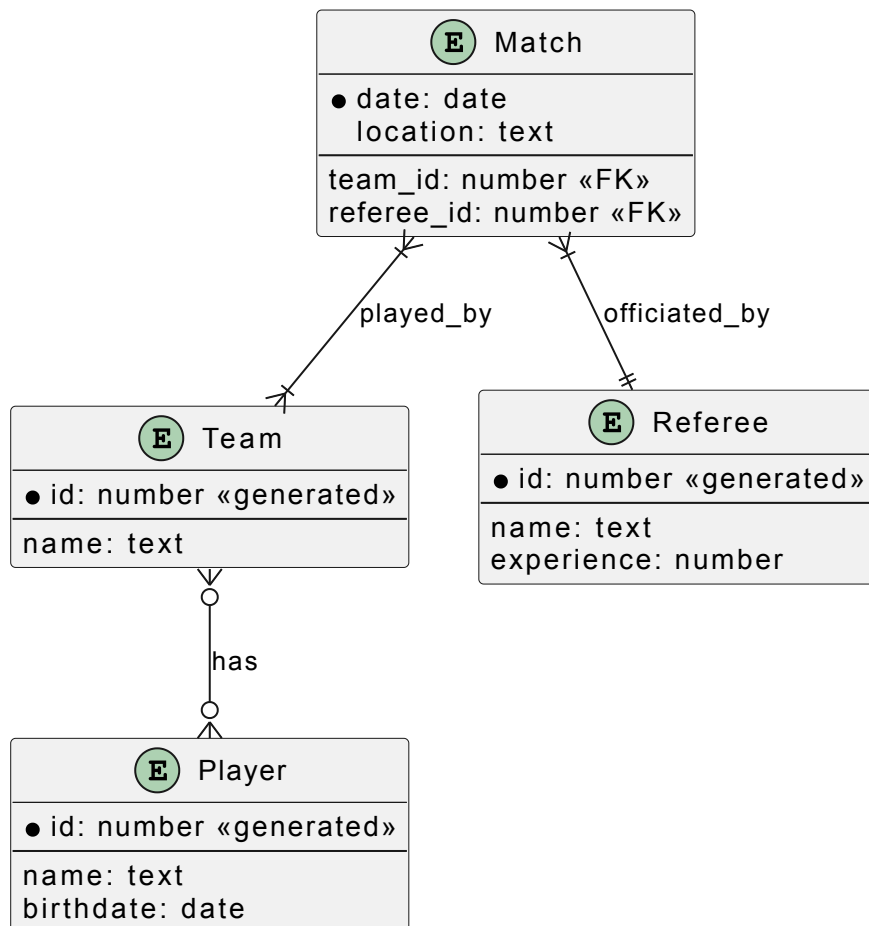 E Match
● date: date
location: text
team_id: number «FK»
referee_id: number «FK»
played_by
officiated_by
E Team
● id: number «generated»
name: text
E Referee
● id: number «generated»
name: text
experience: number
has
E Player
● id: number «generated»
name: text
birthdate: date